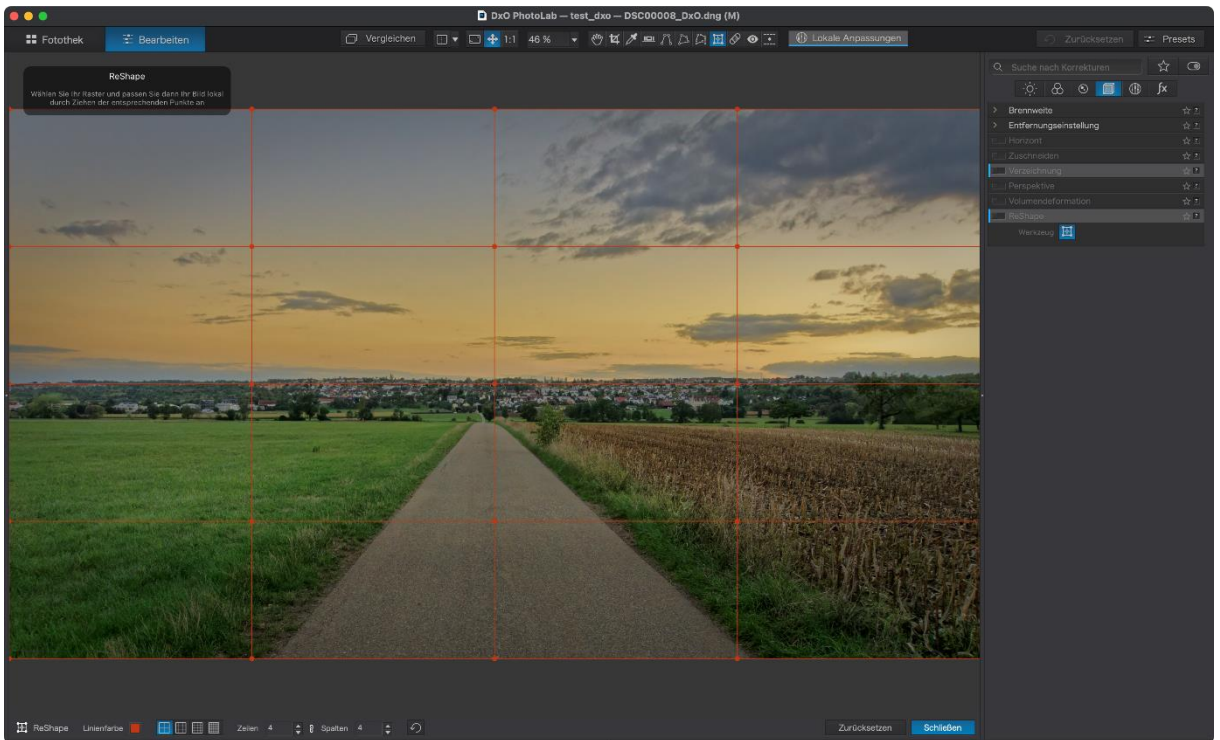 DxO PhotoLab — test_dxo — DSC00008_DxO.dng (M)
Fotothek
Bearbeiten
Vergleichen
1:1
46 %
Lokale Anpassungen
Zurücksetzen
Presets
ReShape
Wählen Sie Ihr Raster und passen Sie dann Ihr Bild lokal
durch Ziehen der entsprechenden Punkte an
Suche nach Korrekturen
fx
Brennweite
Entfernungseinstellung
Horizont
Zuschneiden
Verzeichnung
Perspektive
Volumendeformation
ReShape
Werkzeug
ReShape
Linienfarbe
Zeilen 4
Spalten 4
Zurücksetzen
Schließen